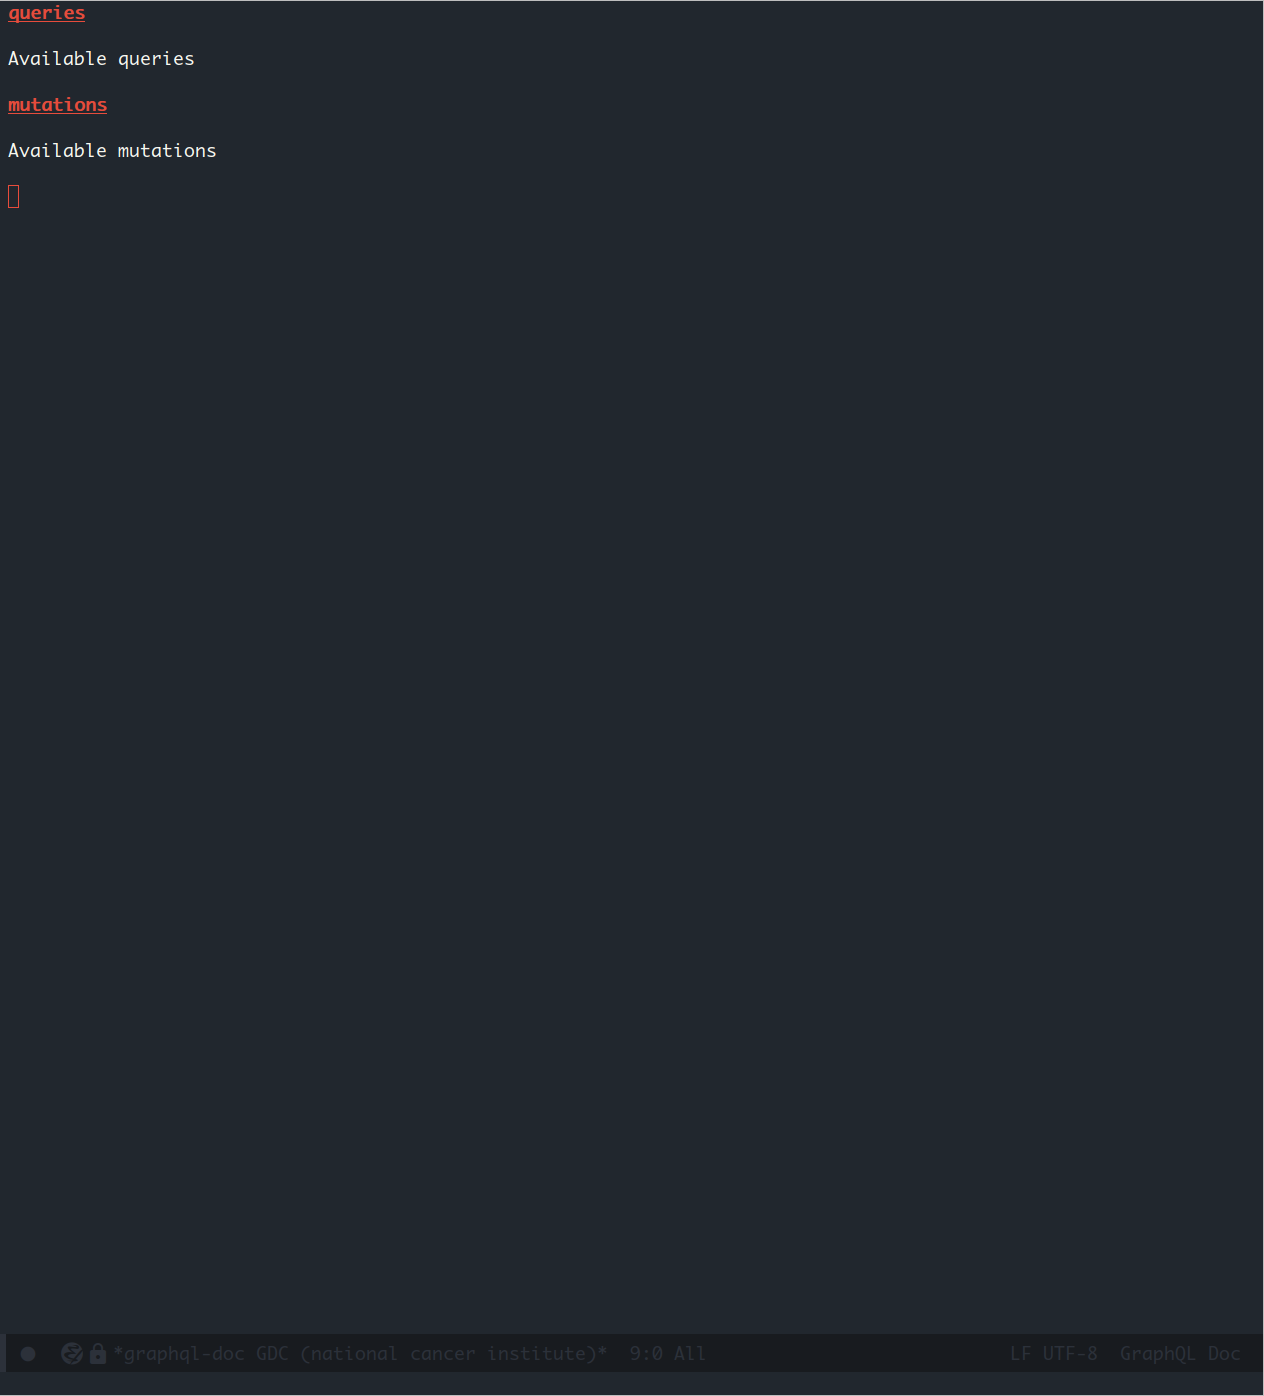 queries
Available queries
mutations
Available mutations
*graphql-doc GDC (national cancer institute)* 9:0 All LF UTF-8 GraphQL Doc